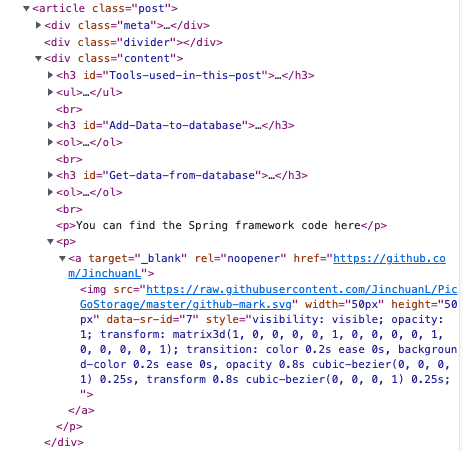 <article class="post">
<div class="meta">…</div>
<div class="divider"></div>
<div class="content">
<h3 id="Tools-used-in-this-post">…</h3>
<ul>…</ul>
<br>
<h3 id="Add-Data-to-database">…</h3>
<ol>…</ol>
<br>
<h3 id="Get-data-from-database">…</h3>
<ol>…</ol>
<br>
<p>You can find the Spring framework code here</p>
<p>
<a target="_blank" rel="noopener" href="https://github.co
m/JinchuanL">
<img src="https://raw.githubusercontent.com/JinchuanL/Pic
GoStorage/master/github-mark.svg" width="50px" height="50
px" data-sr-id="7" style="visibility: visible; opacity:
1; transform: matrix3d(1, 0, 0, 0, 0, 1, 0, 0, 0, 0, 1,
0, 0, 0, 0, 1); transition: color 0.2s ease 0s, backgroun
d-color 0.2s ease 0s, opacity 0.8s cubic-bezier(0, 0, 0,
1) 0.25s, transform 0.8s cubic-bezier(0, 0, 0, 1) 0.25s;
">
</a>
</p>
</div>